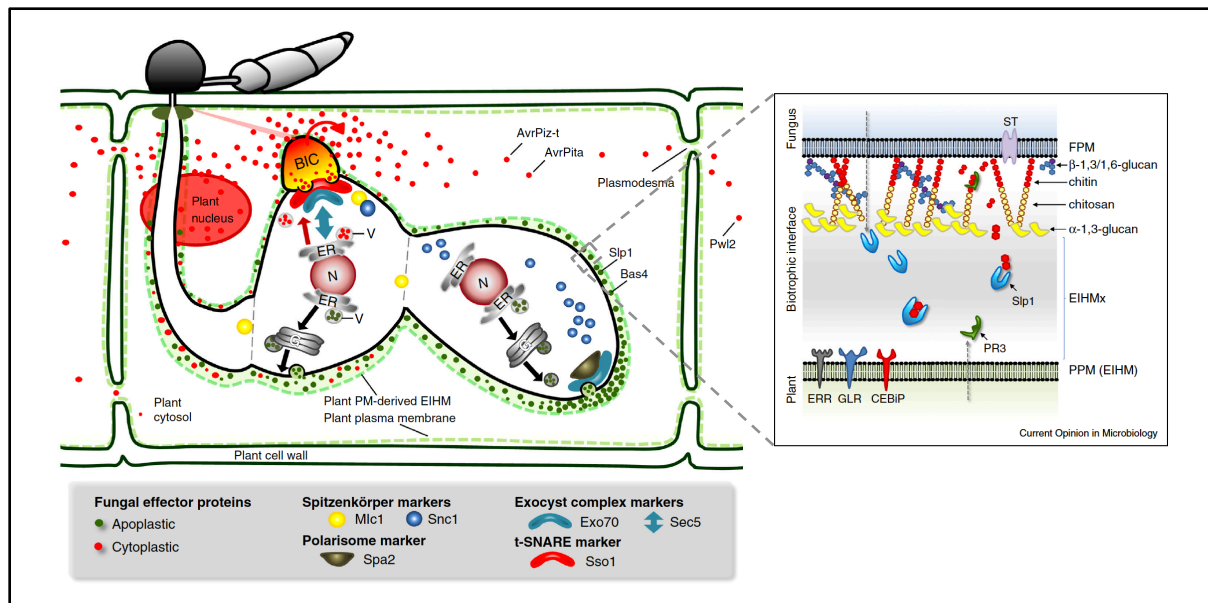 BIC
AvrPiz-t
AvrPita
Plasmodesma
Plant
nucleus
V
ER
N
ER
V
G
ER
N
ER
G
Slp1
Bas4
Pwl2
Plant
cytosol
Plant PM-derived EIHM
Plant plasma membrane
Plant cell wall
Fungal effector proteins
Apoplastic
Cytoplastic
Spitzenkörper markers
Mlc1
Snc1
Polarisome marker
Spa2
Exocyst complex markers
Exo70
Sec5
t-SNARE marker
Sso1
Fungus
Biotrophic interface
Plant
ST
FPM
β-1,3/1,6-glucan
chitin
chitosan
α-1,3-glucan
Slp1
EIHMx
PR3
PPM (EIHM)
ERR
GLR
CEBiP
Current Opinion in Microbiology